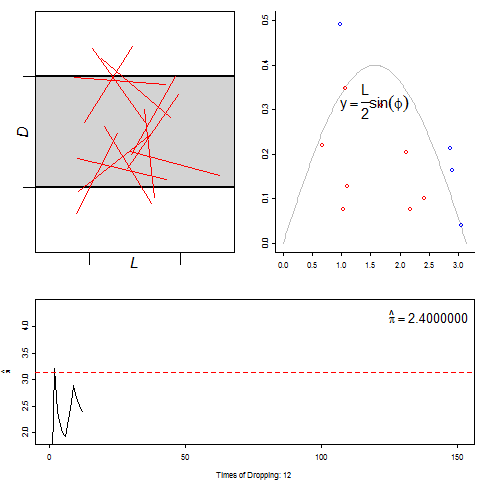 D
L
0.5
0.4
0.3
0.2
0.1
0.0
0.0 0.5 1.0 1.5 2.0 2.5 3.0
y = L/2 sin(ϕ)
4.0
3.5
3.0
2.5
2.0
π̂
π̂ = 2.4000000
0 50 100 150
Times of Dropping: 12